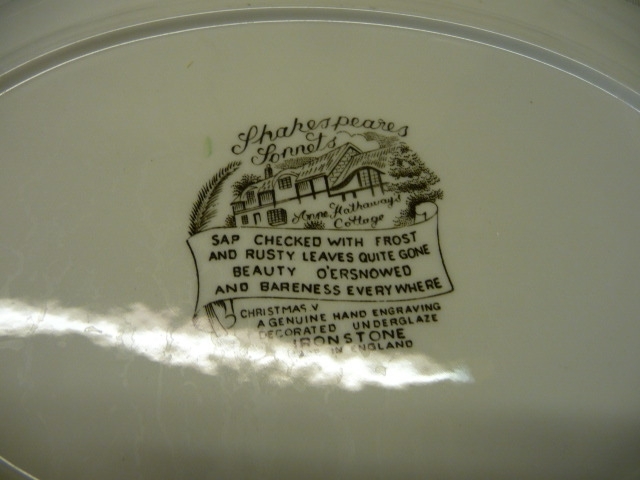 Shakespeares
Sonnets
Anne Hathaway's
Cottage
SAP CHECKED WITH FROST
AND RUSTY LEAVES QUITE GONE
BEAUTY O'ERSNOWED
AND BARENESS EVERYWHERE
CHRISTMAS. V
A GENUINE HAND ENGRAVING
DECORATED UNDERGLAZE
IRONSTONE
IN ENGLAND